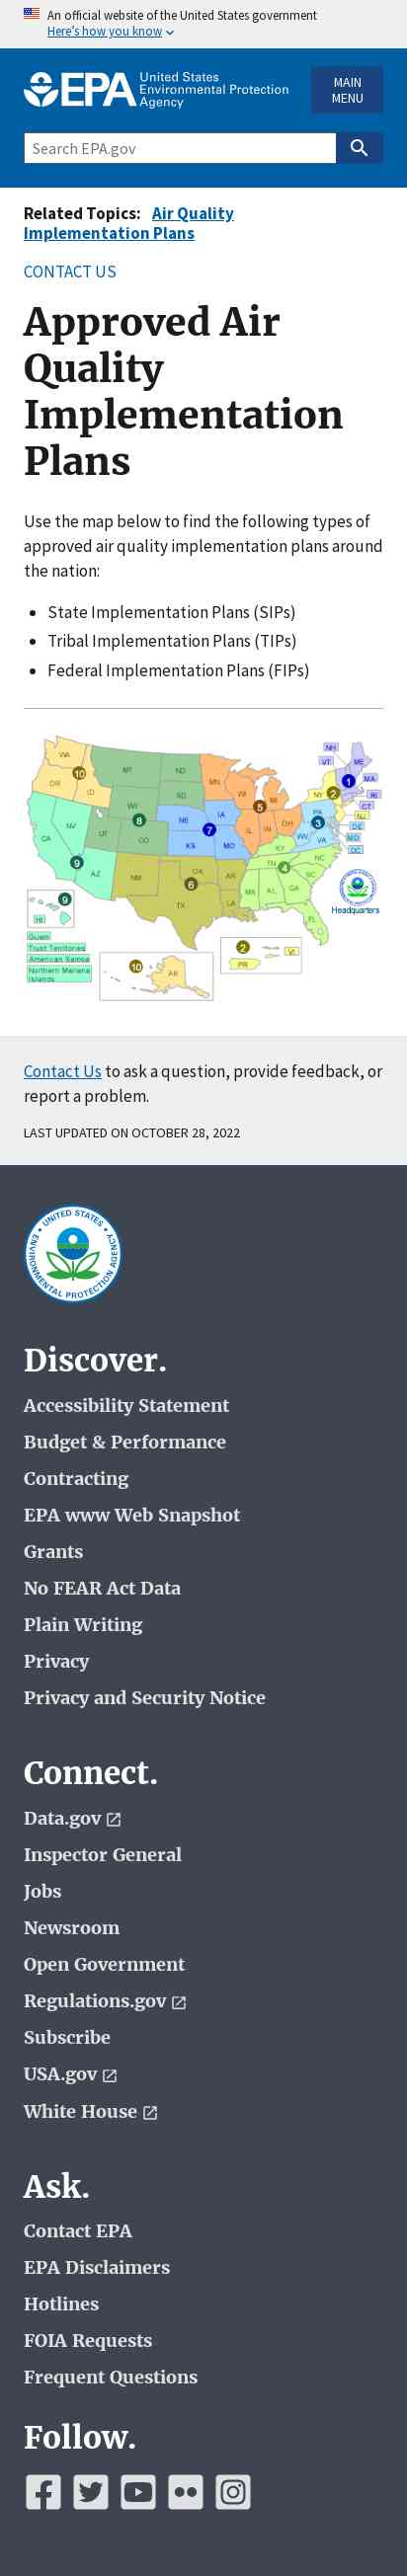 An official website of the United States government
Here's how you know
EPA United States
Environmental Protection
Agency
MAIN
MENU
Search EPA.gov
Related Topics: Air Quality
Implementation Plans
CONTACT US
Approved Air
Quality
Implementation
Plans
Use the map below to find the following types of
air quality implementation plans around
the nation:
State Implementation Plans (SIPs)
Tribal Implementation Plans (TIPs)
Federal Implementation Plans (FIPs)
NH
VT
ME
WA
MT
ND
MN
1
MA
10
OR
ID
SD
WI
MI
NY
2
RI
CT
WY
8
5
NJ
NV
UT
NE
IA
PA
3
DE
CA
CO
7
IL
IN
OH
WV
VA
MD
KS
MO
DC
KY
9
AZ
NM
OK
6
AR
TN
4
NC
SC
TX
LA
MS
AL
GA
FL
Headquarters
9
HI
Guam
Trust Territories
American Samoa
Northern Mariana
Islands
10
AK
2
VI
PR
Contact Us to ask a question, provide feedback, or
report a problem.
LAST UPDATED ON OCTOBER 28, 2022
UNITED STATES
ENVIRONMENTAL PROTECTION AGENCY
Discover.
Accessibility Statement
Budget & Performance
Contracting
EPA www Web Snapshot
Grants
No FEAR Act Data
Plain Writing
Privacy
Privacy and Security Notice
Connect.
Data.gov
Inspector General
Jobs
Newsroom
Open Government
Regulations.gov
Subscribe
USA.gov
White House
Ask.
Contact EPA
EPA Disclaimers
Hotlines
FOIA Requests
Frequent Questions
Follow.